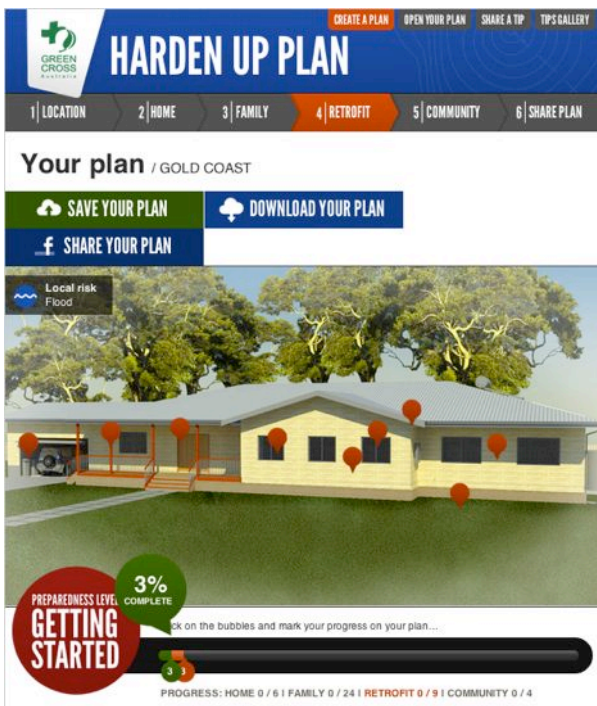 CREATE A PLAN OPEN YOUR PLAN SHARE A TIP TIPS GALLERY
GREEN
CROSS
Australia
HARDEN UP PLAN
1 LOCATION 2 HOME 3 FAMILY 4 RETROFIT 5 COMMUNITY 6 SHARE PLAN
Your plan / GOLD COAST
SAVE YOUR PLAN DOWNLOAD YOUR PLAN
f SHARE YOUR PLAN
Local risk
Flood
3%
COMPLETE
PREPAREDNESS LEVEL
GETTING
STARTED
ck on the bubbles and mark your progress on your plan...
3 3
PROGRESS: HOME 0 / 6 | FAMILY 0 / 24 | RETROFIT 0 / 9 | COMMUNITY 0 / 4